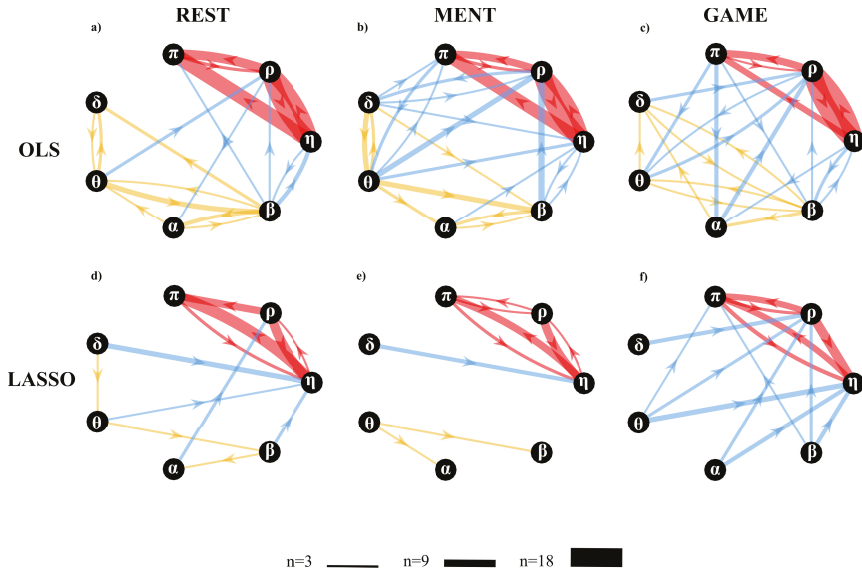 REST MENT GAME
a) b) c)
π π π
ρ ρ ρ
δ δ δ
η η η
OLS
θ θ θ
β β β
α α α
d) e) f)
π π π
ρ ρ ρ
δ δ δ
LASSO η η η
θ θ θ
β β β
α α α
n=3 n=9 n=18